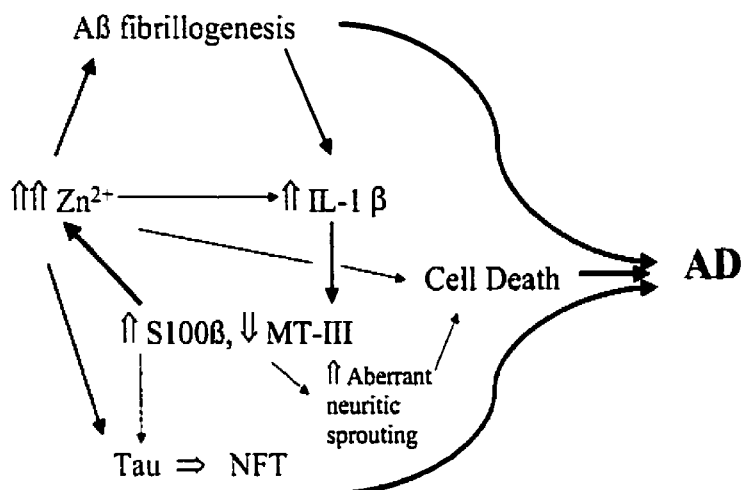 Aß fibrillogenesis
⇑⇑ Zn²⁺ ⇑ IL-1 β
Cell Death AD
⇑ S100ß, ⇓ MT-III
⇑ Aberrant
neuritic
sprouting
Tau ⇒ NFT